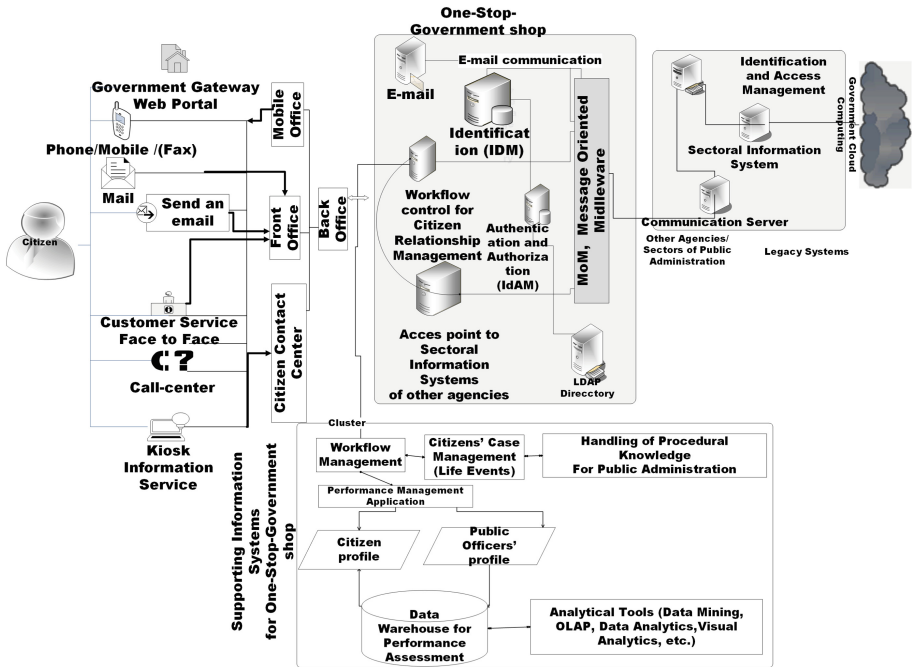 One-Stop-
Government shop
E-mail communication
E-mail
Identificat
ion (IDM)
Workflow
control for
Citizen
Relationship
Management
Authentic
ation and
Authoriza
tion
(IdAM)
Acces point to
Sectoral
Information
Systems
of other agencies
LDAP
Direcctory
MoM, Message Oriented
Midlleware
Identification
and Access
Management
Sectoral Information
System
Communication Server
Other Agencies/
Sectors of Public
Administration
Legacy Systems
Government Cloud
Computing
Government Gateway
Web Portal
Phone/Mobile /(Fax)
Mail
Send an
email
Citizen
Customer Service
Face to Face
Call-center
Kiosk
Information
Service
Mobile
Office
Front
Office
Back
Office
Citizen Contact
Center
Supporting Information
Systems
for One-Stop-Government
shop
Cluster
Workflow
Management
Citizens' Case
Management
(Life Events)
Handling of Procedural
Knowledge
For Public Administration
Performance Management
Application
Citizen
profile
Public
Officers'
profile
Data
Warehouse for
Performance
Assessment
Analytical Tools (Data Mining,
OLAP, Data Analytics,Visual
Analytics, etc.)